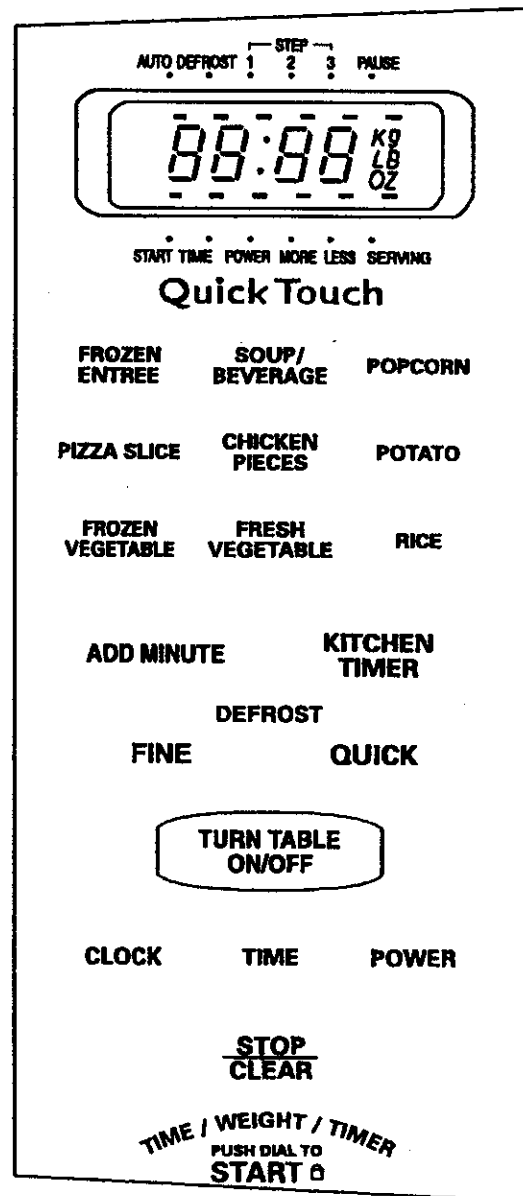 STEP
AUTO DEFROST 1 2 3 PAUSE
88:88 Kg
LB
OZ
START TIME POWER MORE LESS SERVING
Quick Touch
FROZEN ENTREE SOUP/ BEVERAGE POPCORN
PIZZA SLICE CHICKEN PIECES POTATO
FROZEN VEGETABLE FRESH VEGETABLE RICE
ADD MINUTE KITCHEN TIMER
DEFROST
FINE QUICK
TURN TABLE
ON/OFF
CLOCK TIME POWER
STOP
CLEAR
TIME / WEIGHT / TIMER
PUSH DIAL TO
START